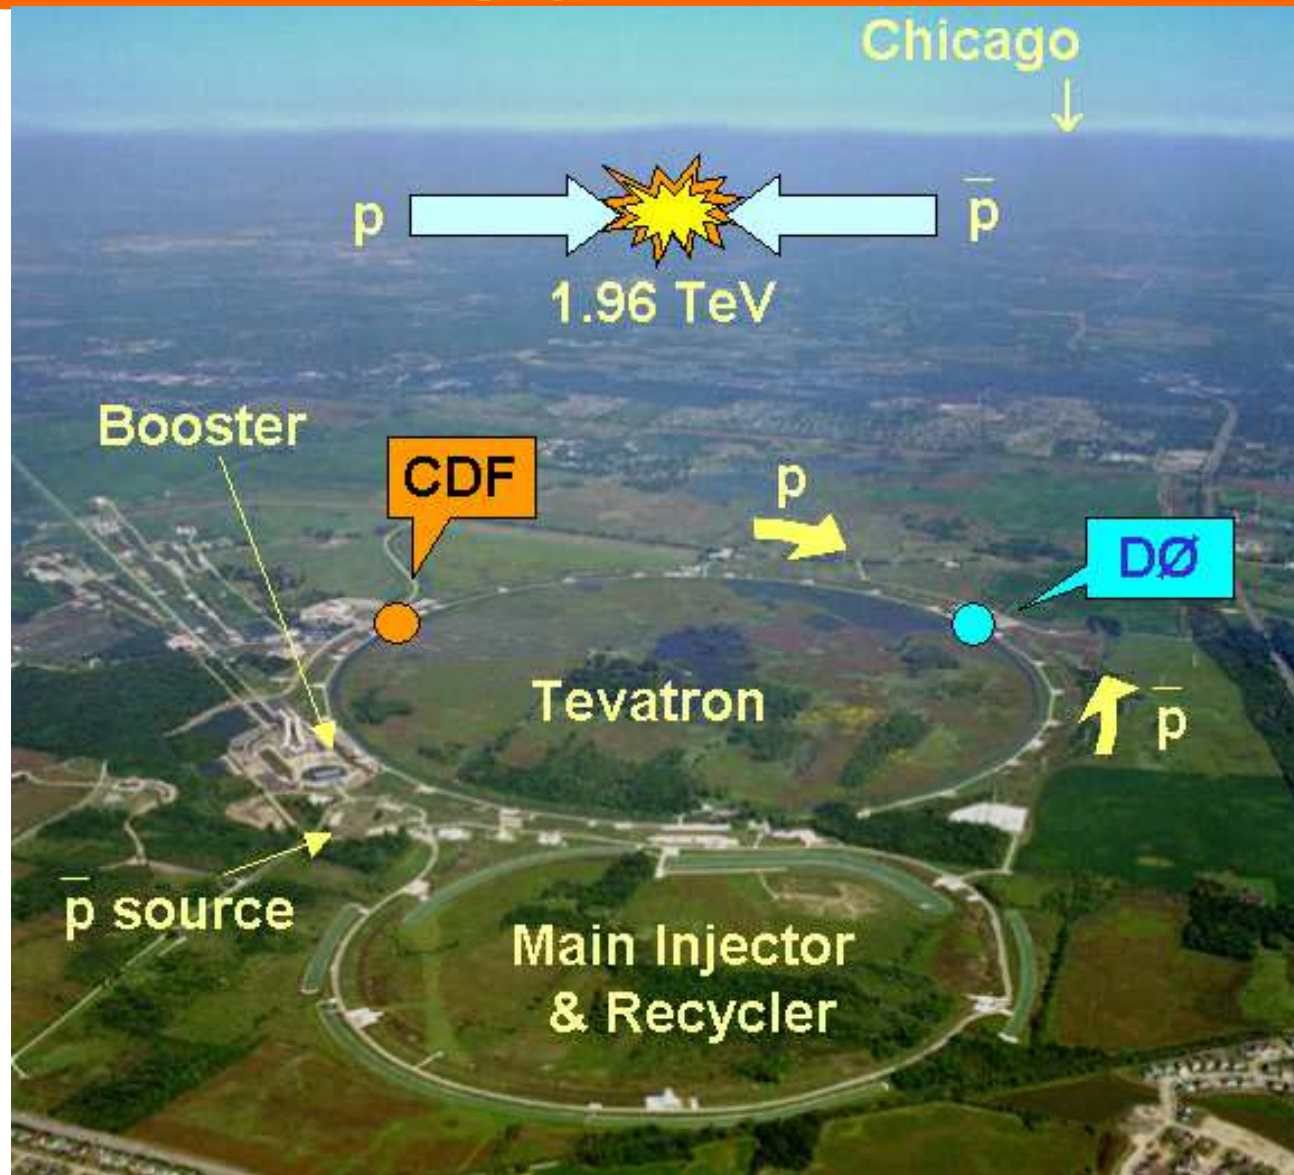 Chicago
p
p̅
1.96 TeV
Booster
CDF
p
DØ
Tevatron
p̅
p̅ source
Main Injector
& Recycler